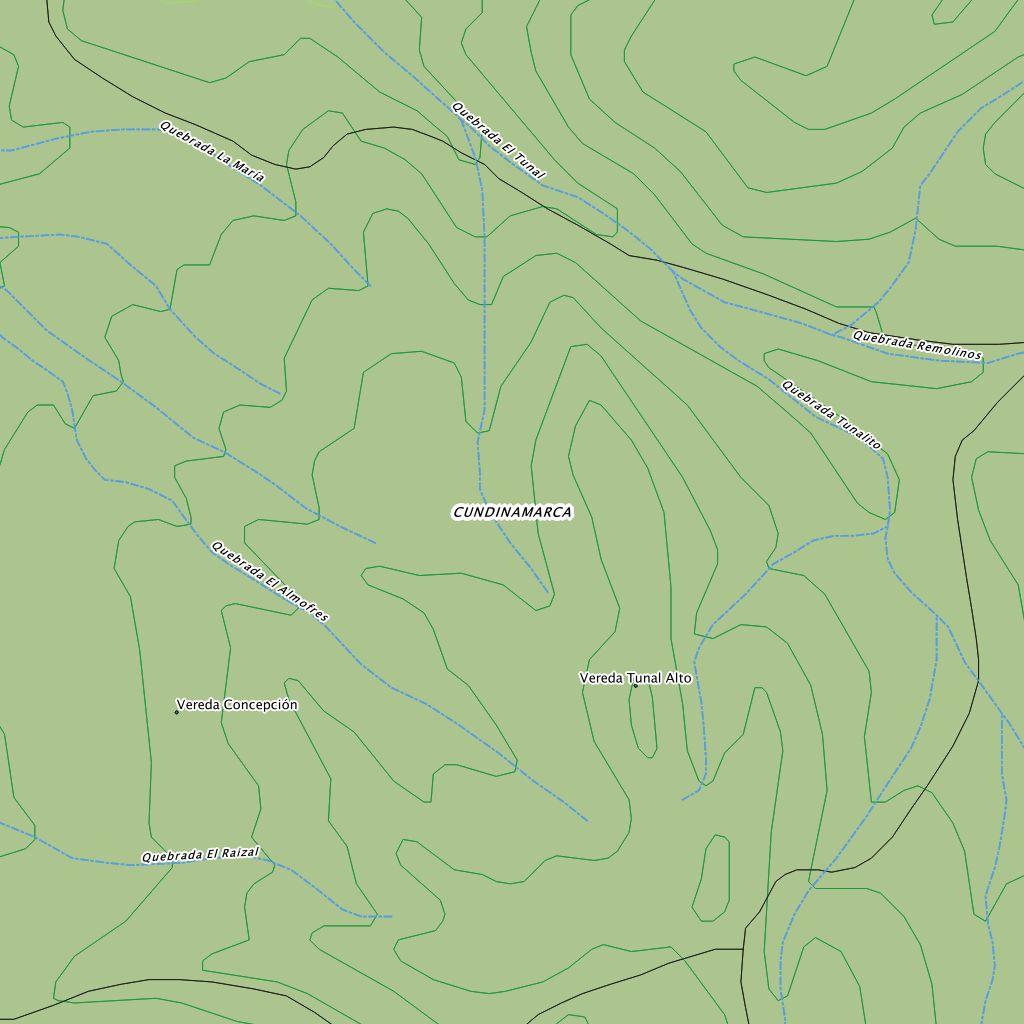 Quebrada El Tunal
Quebrada La María
Quebrada Remolinos
Quebrada Tunalito
CUNDINAMARCA
Quebrada El Almofres
Vereda Tunal Alto
Vereda Concepción
Quebrada El Raizal